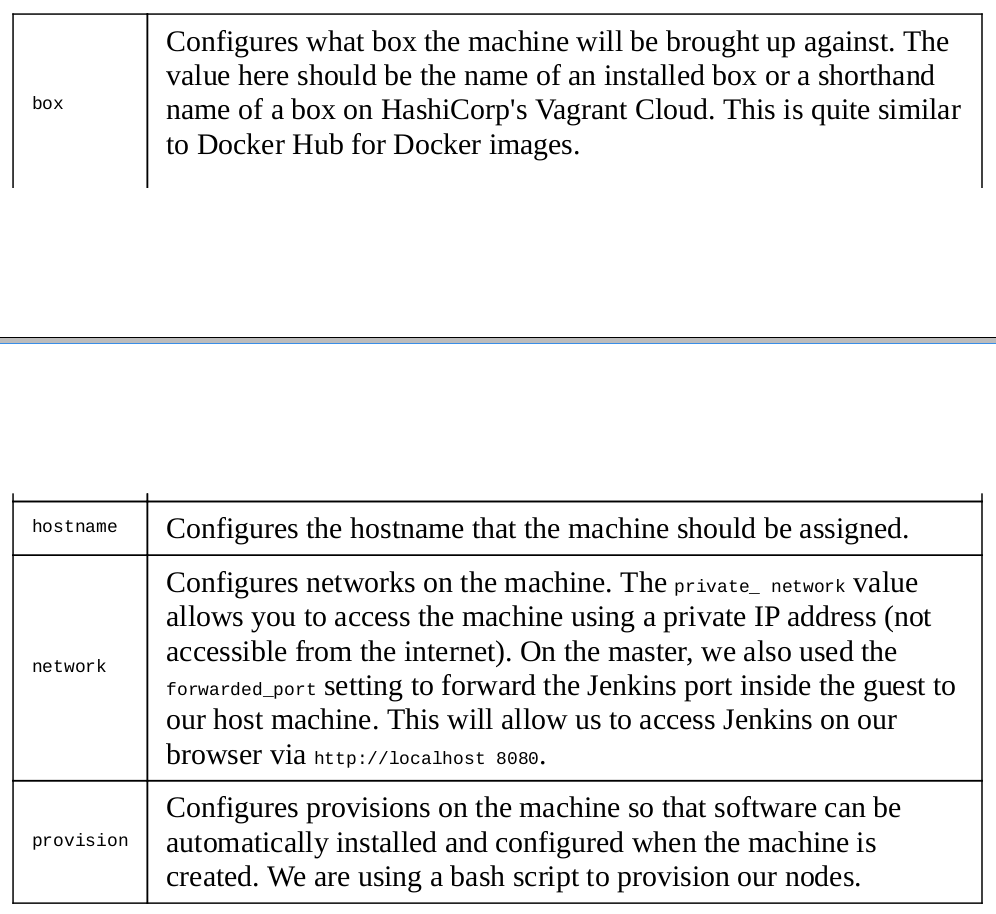 box
Configures what box the machine will be brought up against. The
value here should be the name of an installed box or a shorthand
name of a box on HashiCorp's Vagrant Cloud. This is quite similar
to Docker Hub for Docker images.
hostname
Configures the hostname that the machine should be assigned.
network
Configures networks on the machine. The private_ network value
allows you to access the machine using a private IP address (not
accessible from the internet). On the master, we also used the
forwarded_port setting to forward the Jenkins port inside the guest to
our host machine. This will allow us to access Jenkins on our
browser via http://localhost 8080.
provision
Configures provisions on the machine so that software can be
automatically installed and configured when the machine is
created. We are using a bash script to provision our nodes.